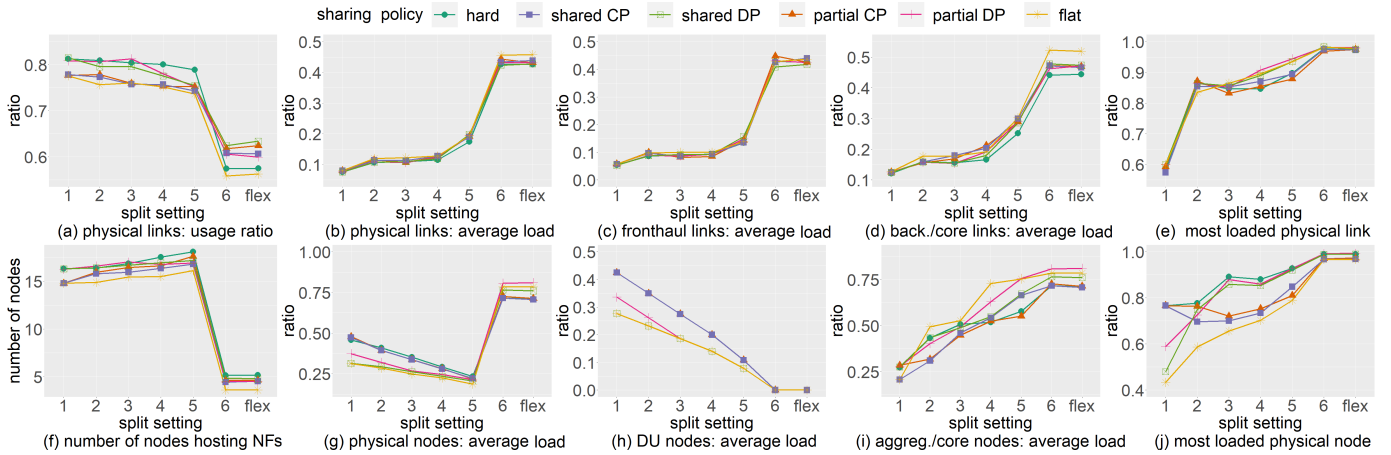 sharing policy hard shared CP shared DP partial CP partial DP flat
ratio 0.8 0.7 0.6
1 2 3 4 5 6 flex
split setting
(a) physical links: usage ratio
ratio 0.5 0.4 0.3 0.2 0.1
1 2 3 4 5 6 flex
split setting
(b) physical links: average load
ratio 0.5 0.4 0.3 0.2 0.1 0.0
1 2 3 4 5 6 flex
split setting
(c) fronthaul links: average load
ratio 0.5 0.4 0.3 0.2 0.1
1 2 3 4 5 6 flex
split setting
(d) back./core links: average load
ratio 1.0 0.9 0.8 0.7 0.6
1 2 3 4 5 6 flex
split setting
(e) most loaded physical link
number of nodes 15 10 5
1 2 3 4 5 6 flex
split setting
(f) number of nodes hosting NFs
ratio 1.00 0.75 0.50 0.25
1 2 3 4 5 6 flex
split setting
(g) physical nodes: average load
ratio 0.5 0.4 0.3 0.2 0.1 0.0
1 2 3 4 5 6 flex
split setting
(h) DU nodes: average load
ratio 0.75 0.50 0.25
1 2 3 4 5 6 flex
split setting
(i) aggreg./core nodes: average load
ratio 1.0 0.8 0.6 0.4
1 2 3 4 5 6 flex
split setting
(j) most loaded physical node